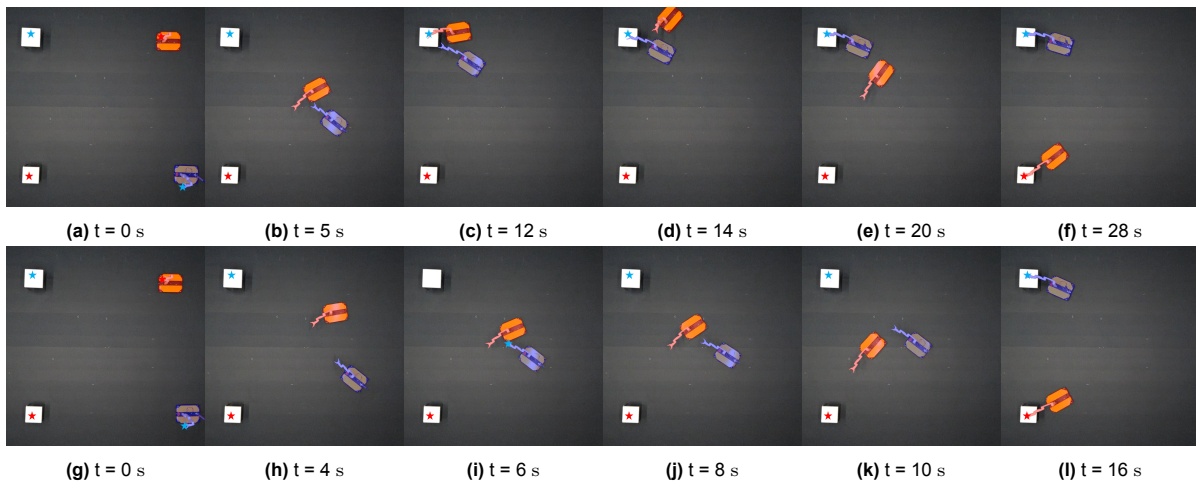 (a) t = 0 s
(b) t = 5 s
(c) t = 12 s
(d) t = 14 s
(e) t = 20 s
(f) t = 28 s
(g) t = 0 s
(h) t = 4 s
(i) t = 6 s
(j) t = 8 s
(k) t = 10 s
(l) t = 16 s